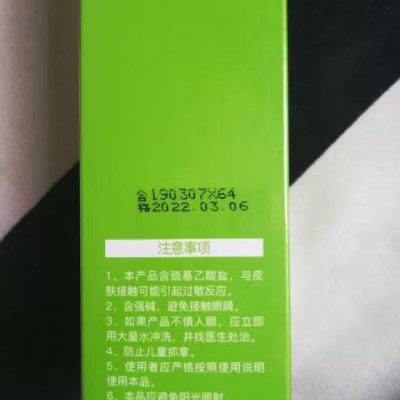 合190307X64
格2022.03.06
注意事项
1、本产品含巯基乙酸盐，与皮
肤接触可能引起过敏反应。
2、含强碱，避免接触眼睛。
3、如果产品不慎入眼，应立即
用大量水冲洗，并找医生处治。
4、防止儿童抓拿。
5、使用者应严格按照使用说明
使用本品。
6、本品应避免阳光照射。